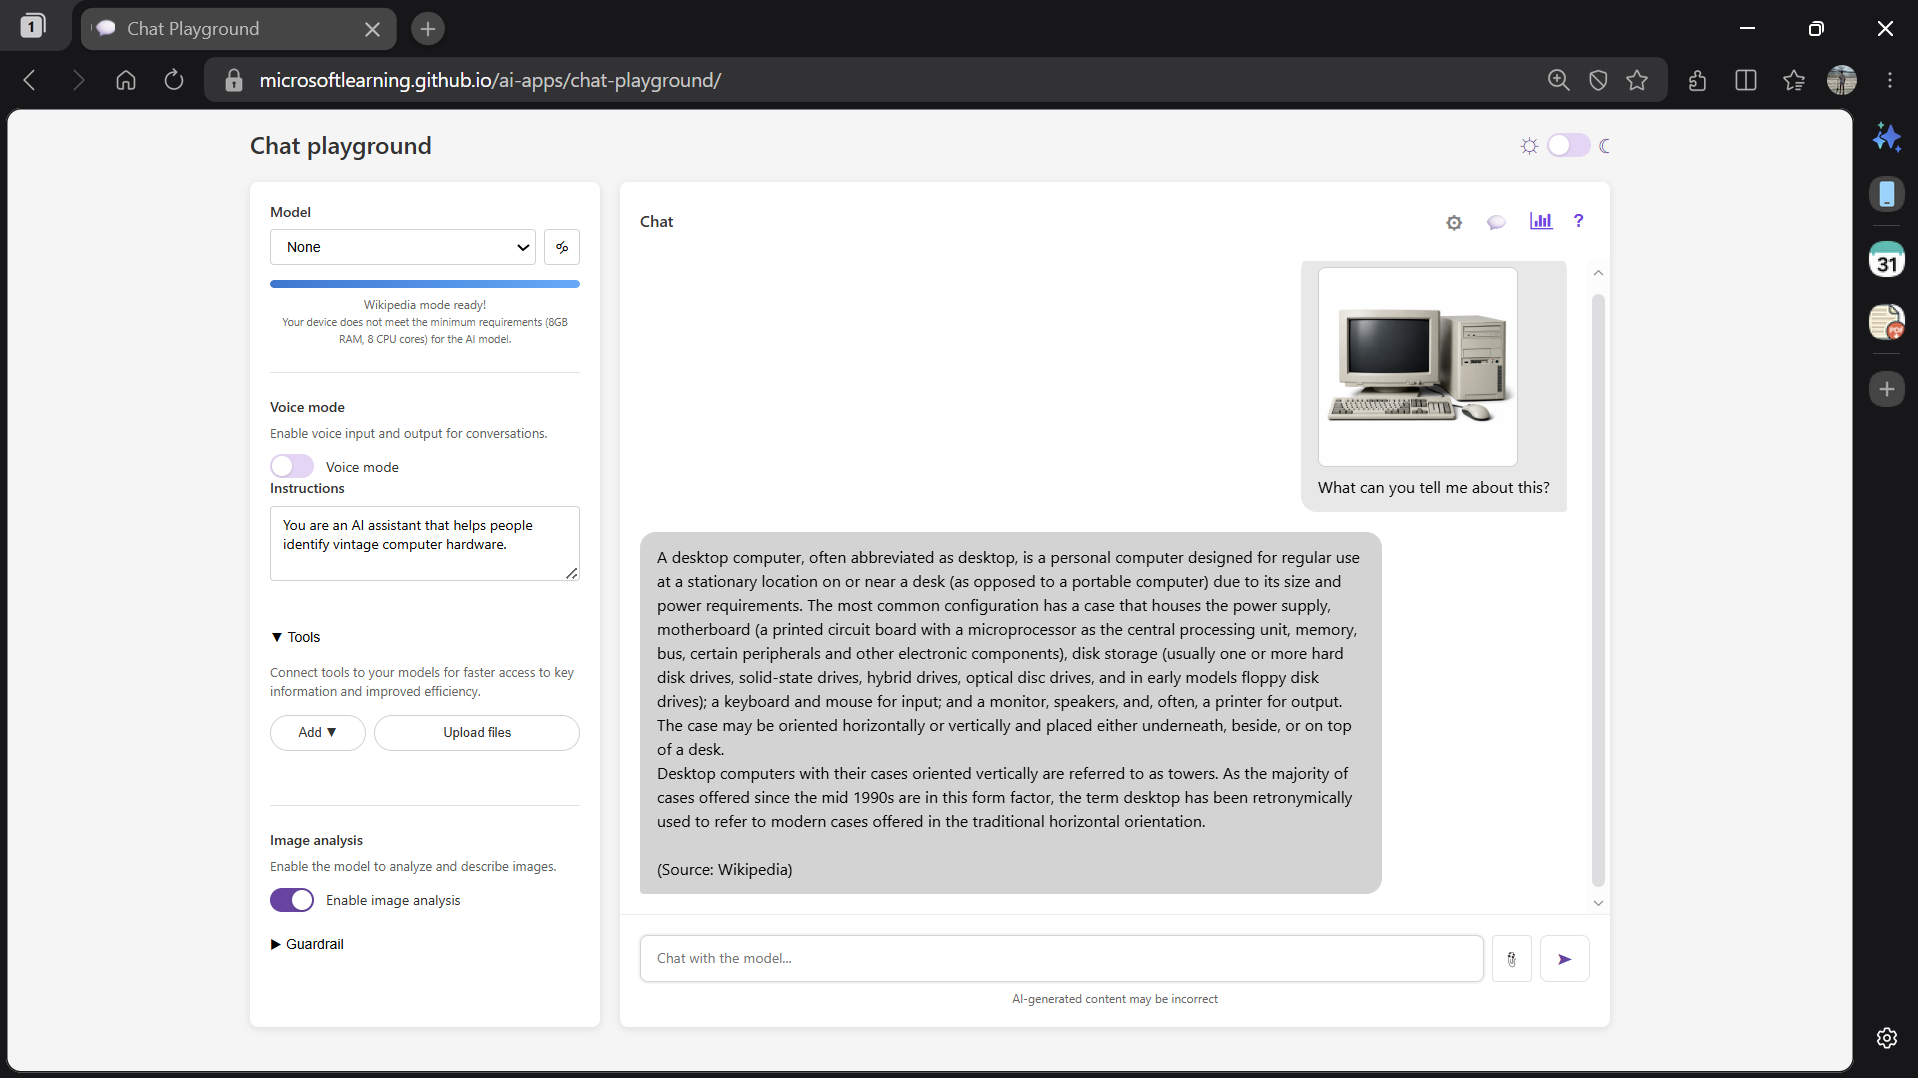 1
Chat Playground
microsoftlearning.github.io/ai-apps/chat-playground/
Chat playground
Model
None
Wikipedia mode ready!
Your device does not meet the minimum requirements (8GB
RAM, 8 CPU cores) for the AI model.
Voice mode
Enable voice input and output for conversations.
Voice mode
Instructions
You are an AI assistant that helps people
identify vintage computer hardware.
▼ Tools
Connect tools to your models for faster access to key
information and improved efficiency.
Add ▼
Upload files
Image analysis
Enable the model to analyze and describe images.
Enable image analysis
▶ Guardrail
Chat
?
What can you tell me about this?
A desktop computer, often abbreviated as desktop, is a personal computer designed for regular use
at a stationary location on or near a desk (as opposed to a portable computer) due to its size and
power requirements. The most common configuration has a case that houses the power supply,
motherboard (a printed circuit board with a microprocessor as the central processing unit, memory,
bus, certain peripherals and other electronic components), disk storage (usually one or more hard
disk drives, solid-state drives, hybrid drives, optical disc drives, and in early models floppy disk
drives); a keyboard and mouse for input; and a monitor, speakers, and, often, a printer for output.
The case may be oriented horizontally or vertically and placed either underneath, beside, or on top
of a desk.
Desktop computers with their cases oriented vertically are referred to as towers. As the majority of
cases offered since the mid 1990s are in this form factor, the term desktop has been retronymically
used to refer to modern cases offered in the traditional horizontal orientation.
(Source: Wikipedia)
Chat with the model...
AI-generated content may be incorrect
31
PDF